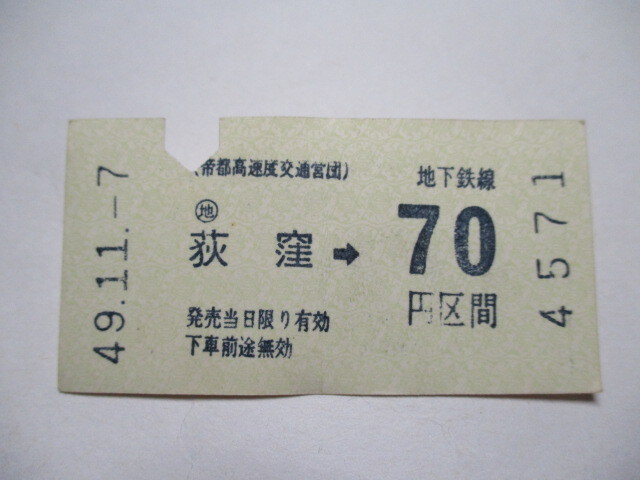 49.11.-7
(帝都高速度交通営団)
地 荻窪 ➡
地下鉄線
70
円区間
発売当日限り有効
下車前途無効
4571